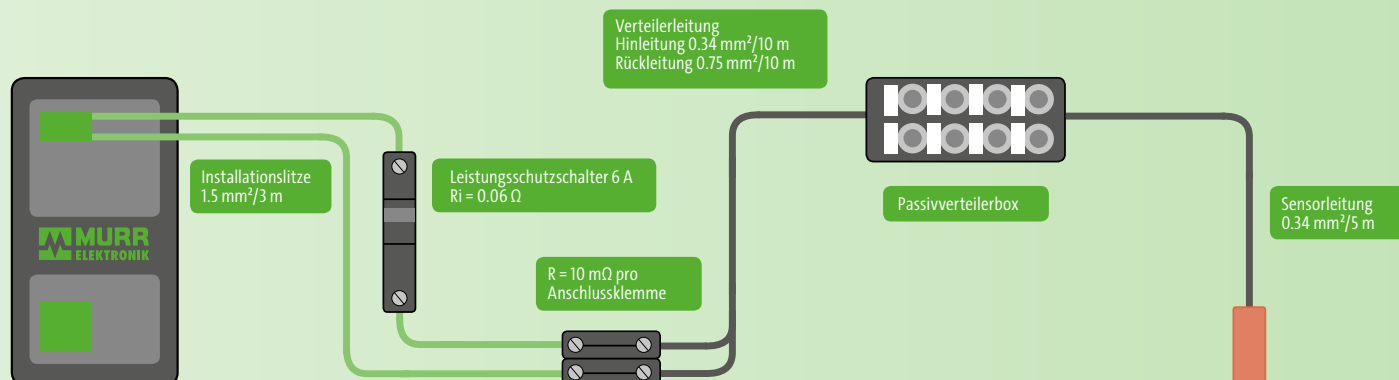 Verteilerleitung
Hinleitung 0.34 mm²/10 m
Rückleitung 0.75 mm²/10 m
Installationslitze
1.5 mm²/3 m
Leistungsschutzschalter 6 A
Ri = 0.06 Ω
Passivverteilerbox
Sensorleitung
0.34 mm²/5 m
MURR
ELEKTRONIK
R = 10 mΩ pro
Anschlussklemme